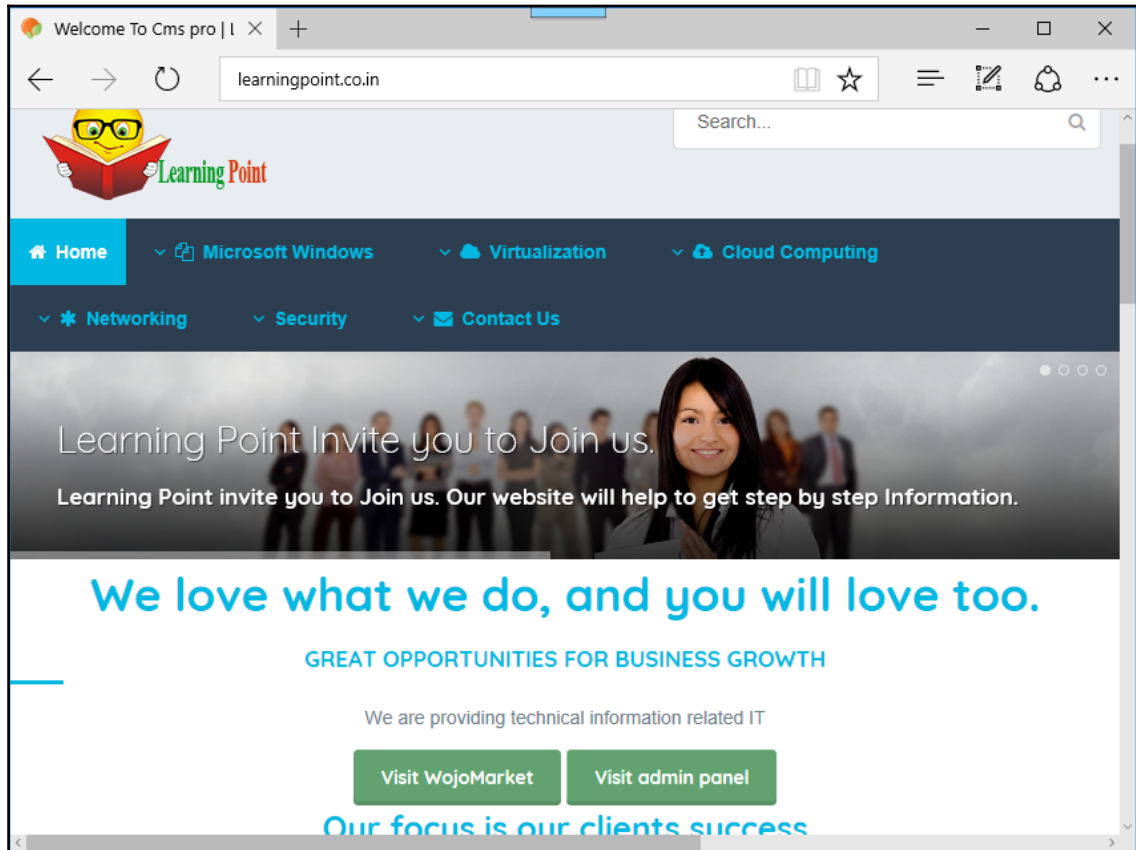 Welcome To Cms pro | L
learningpoint.co.in
Search...
Learning Point
Home Microsoft Windows Virtualization Cloud Computing
Networking Security Contact Us
Learning Point Invite you to Join us.
Learning Point invite you to Join us. Our website will help to get step by step Information.
We love what we do, and you will love too.
GREAT OPPORTUNITIES FOR BUSINESS GROWTH
We are providing technical information related IT
Visit WojoMarket Visit admin panel
Our focus is our clients success